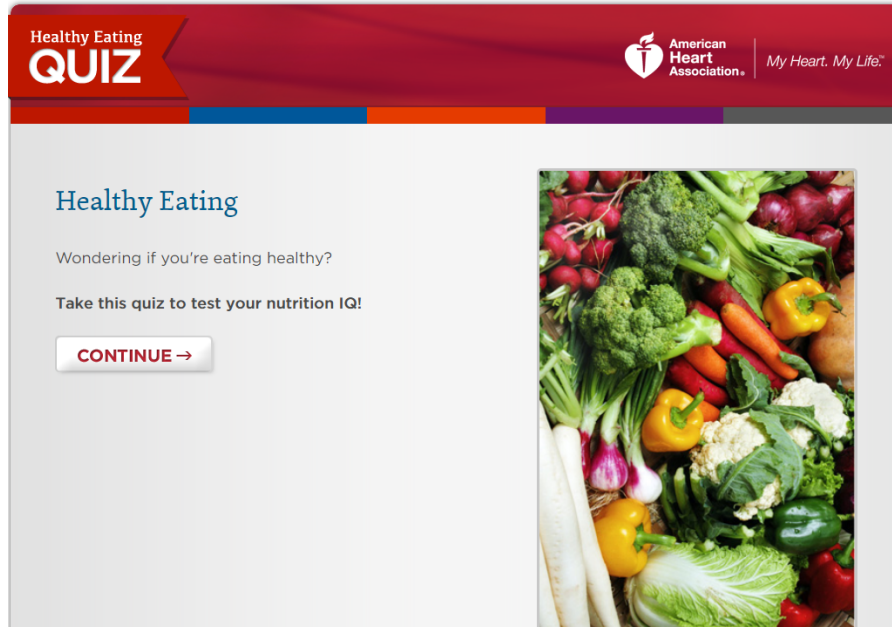 Healthy Eating
QUIZ
American
Heart
Association®
My Heart. My Life.™
Healthy Eating
Wondering if you're eating healthy?
Take this quiz to test your nutrition IQ!
CONTINUE →